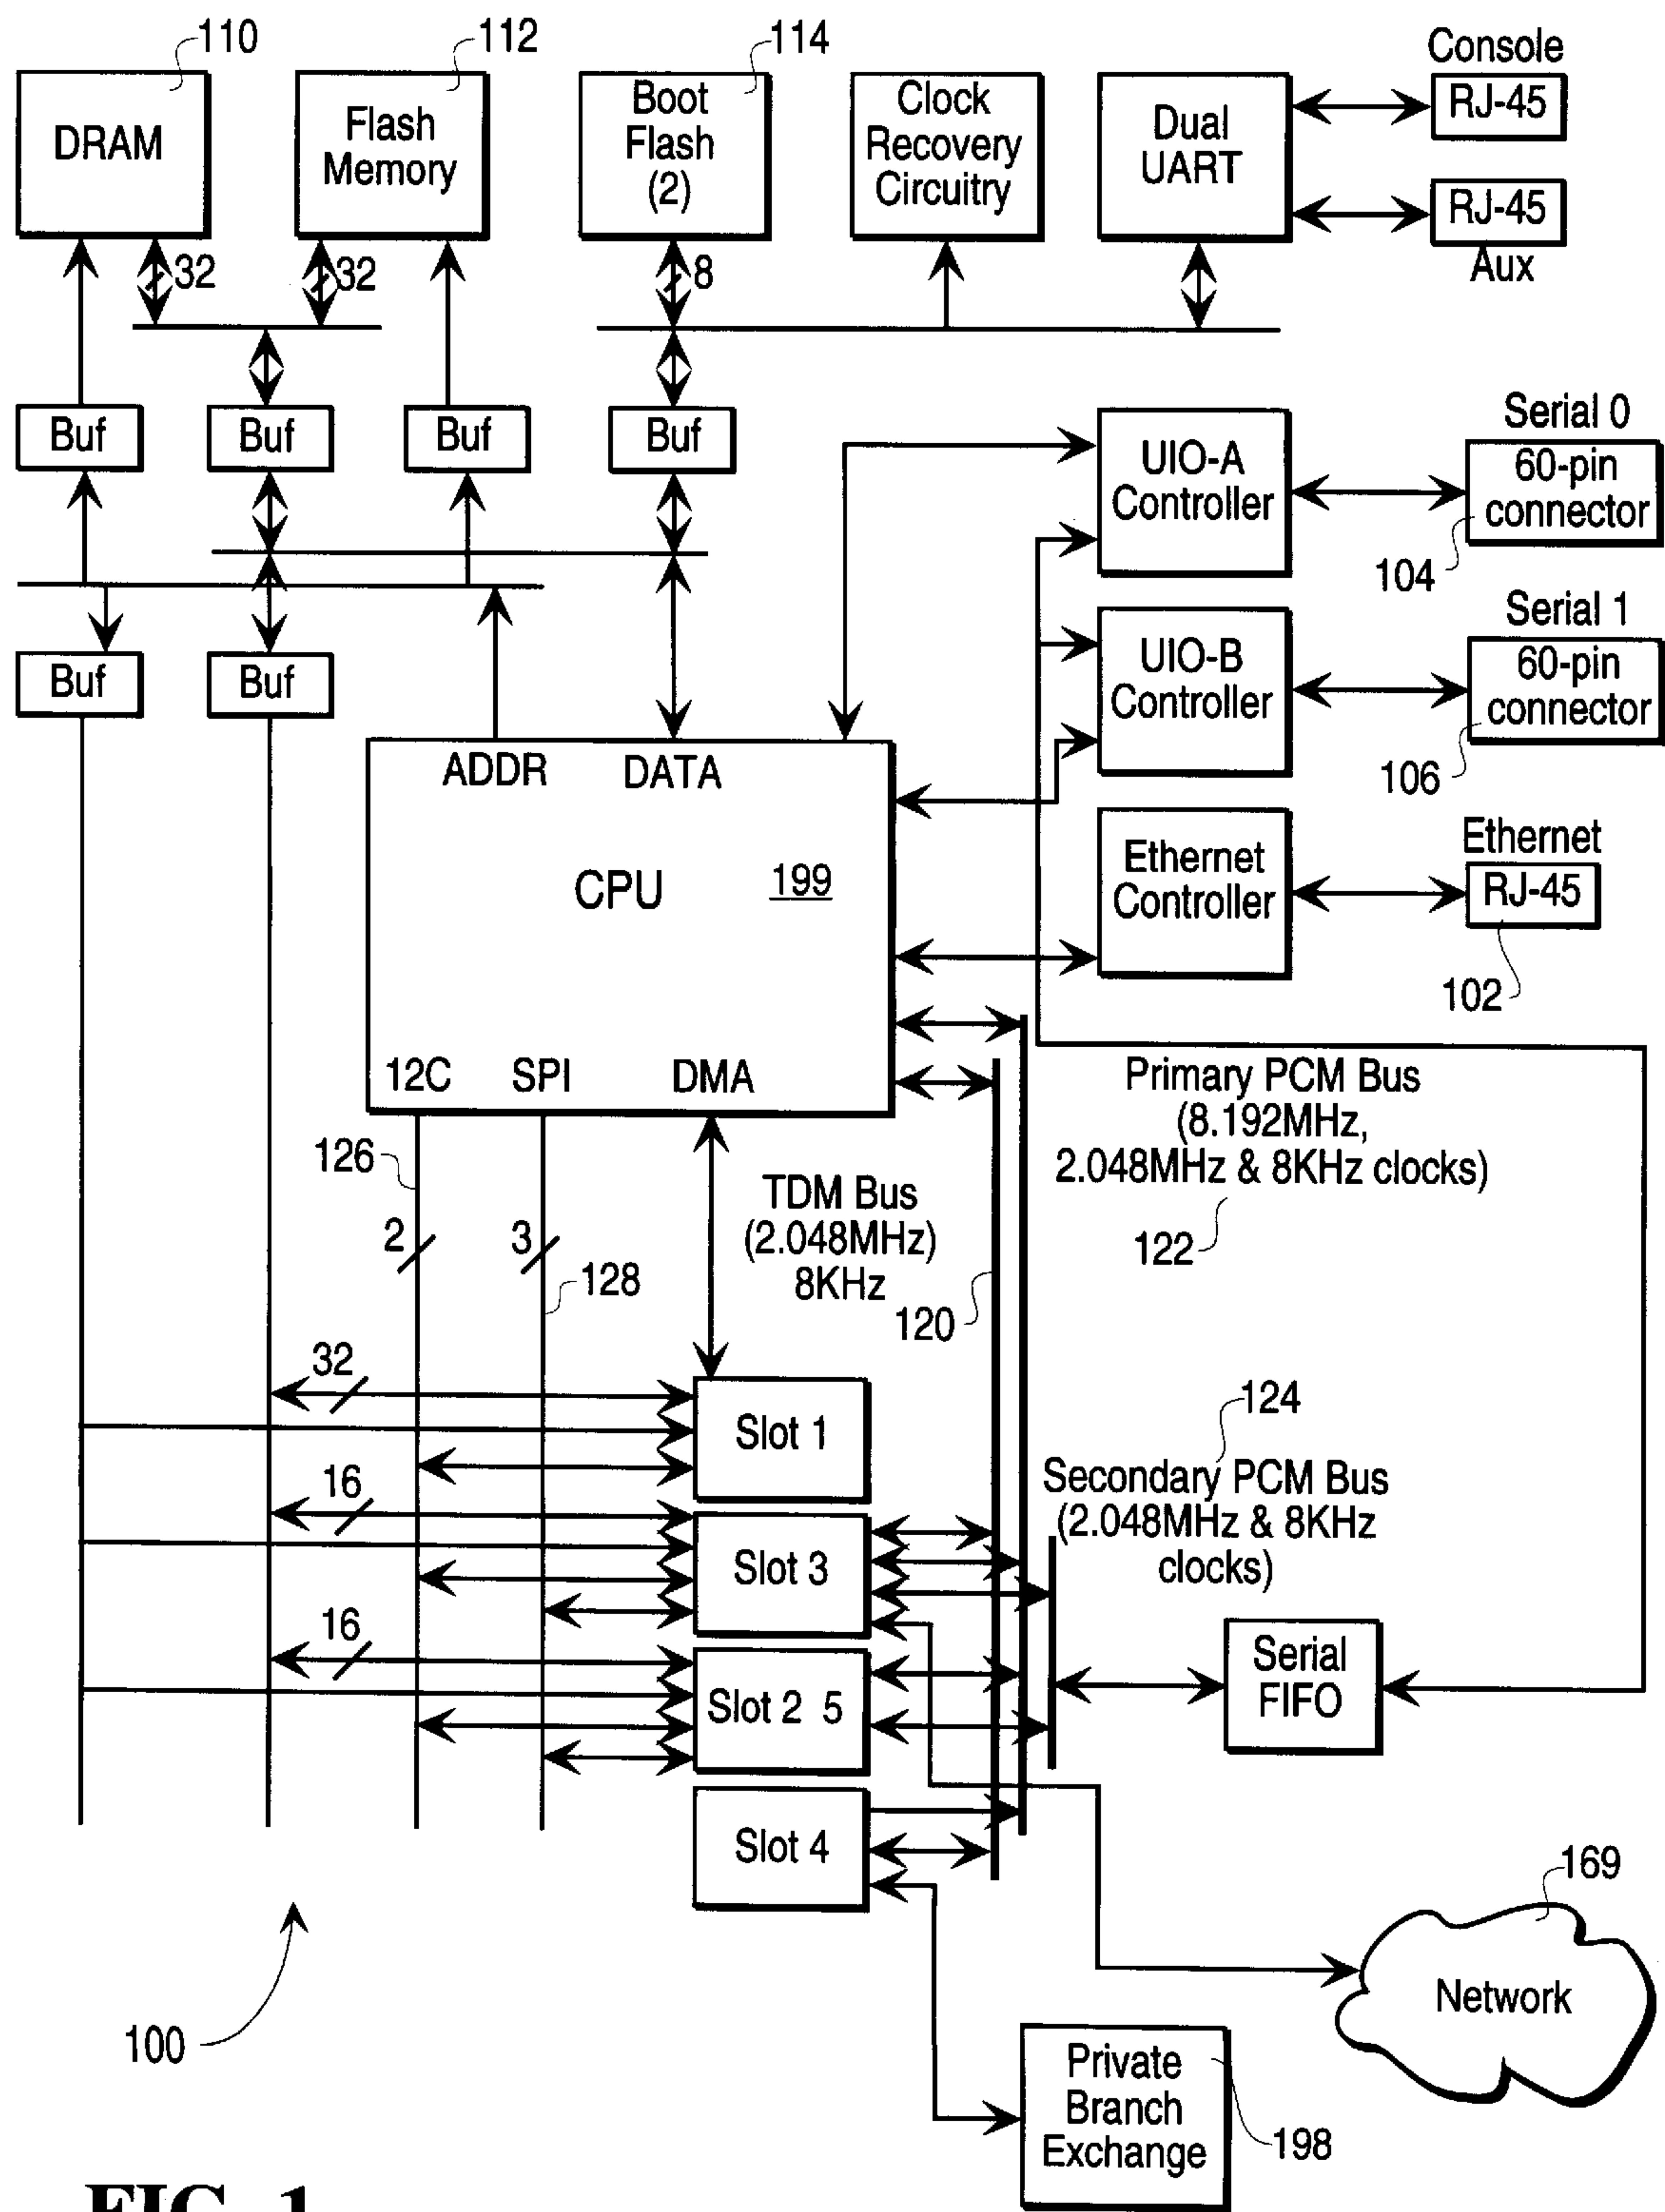 110
112
114
Console
DRAM
Flash
Memory
Boot
Flash
(2)
Clock
Recovery
Circuitry
Dual
UART
RJ-45
RJ-45
Aux
32
32
8
Buf
Buf
Buf
Buf
UIO-A
Controller
Serial 0
60-pin
connector
104
Buf
Buf
UIO-B
Controller
Serial 1
60-pin
connector
106
ADDR
DATA
CPU
199
Ethernet
Controller
Ethernet
RJ-45
102
12C
SPI
DMA
Primary PCM Bus
(8.192MHz,
2.048MHz & 8KHz clocks)
122
126
2
3
128
TDM Bus
(2.048MHz)
8KHz
120
32
Slot 1
124
Secondary PCM Bus
(2.048MHz & 8KHz
clocks)
16
Slot 3
16
Slot 2 5
Serial
FIFO
Slot 4
169
Network
100
Private
Branch
Exchange
198
FIG. 1